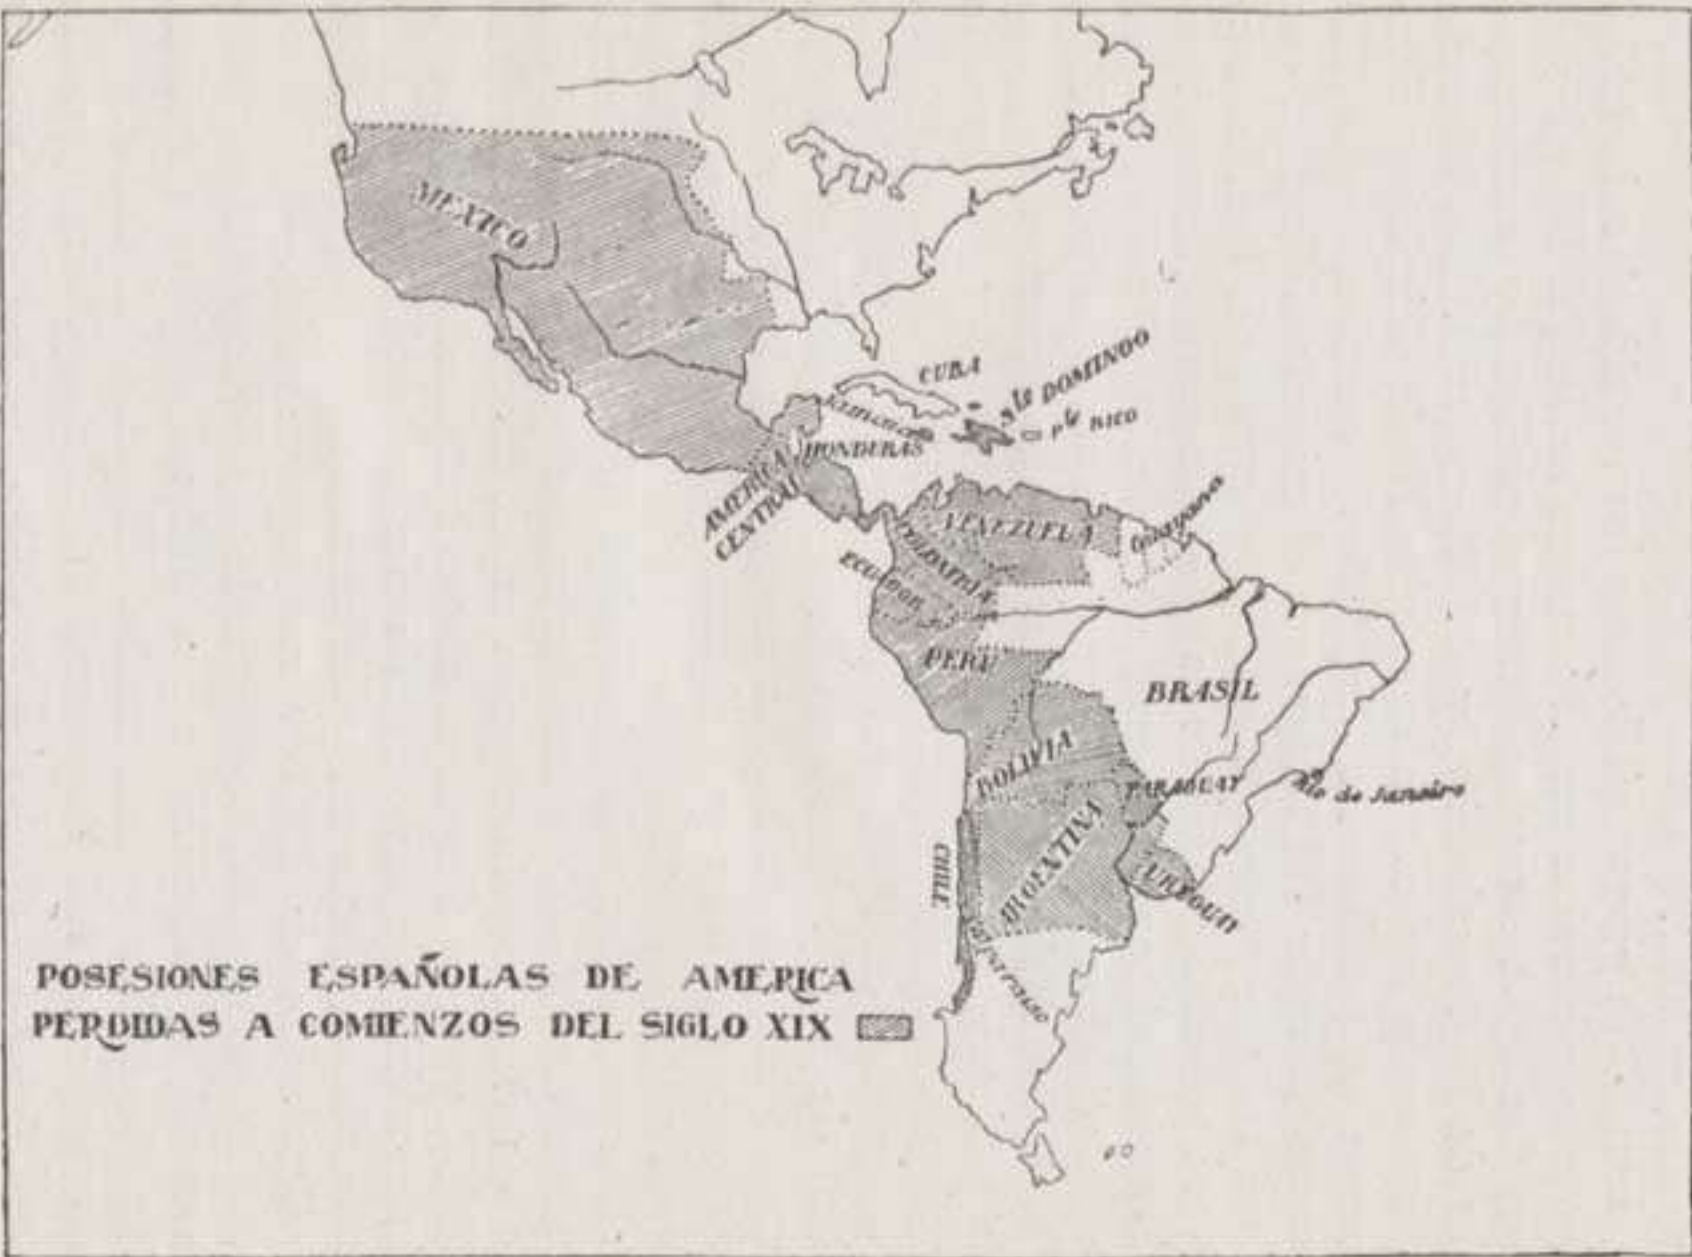 MEXICO
CUBA
Sto DOMINGO
Pto RICO
HONDURAS
AMERICA
CENTRAL
VENEZUELA
Guayana
COLOMBIA
ECUADOR
PERU
BRASIL
BOLIVIA
PARAGUAY
Rio de Janeiro
ARGENTINA
CHILE
URUGUAY
POSESIONES ESPAÑOLAS DE AMERICA
PERDIDAS A COMIENZOS DEL SIGLO XIX